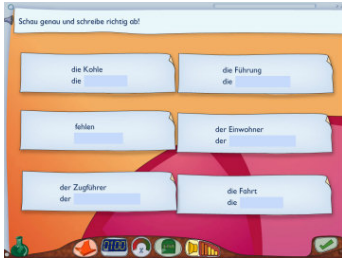 Schau genau und schreibe richtig ab!
die Kohle
die
die Führung
die
fehlen
der Einwohner
der
der Zugführer
der
die Fahrt
die